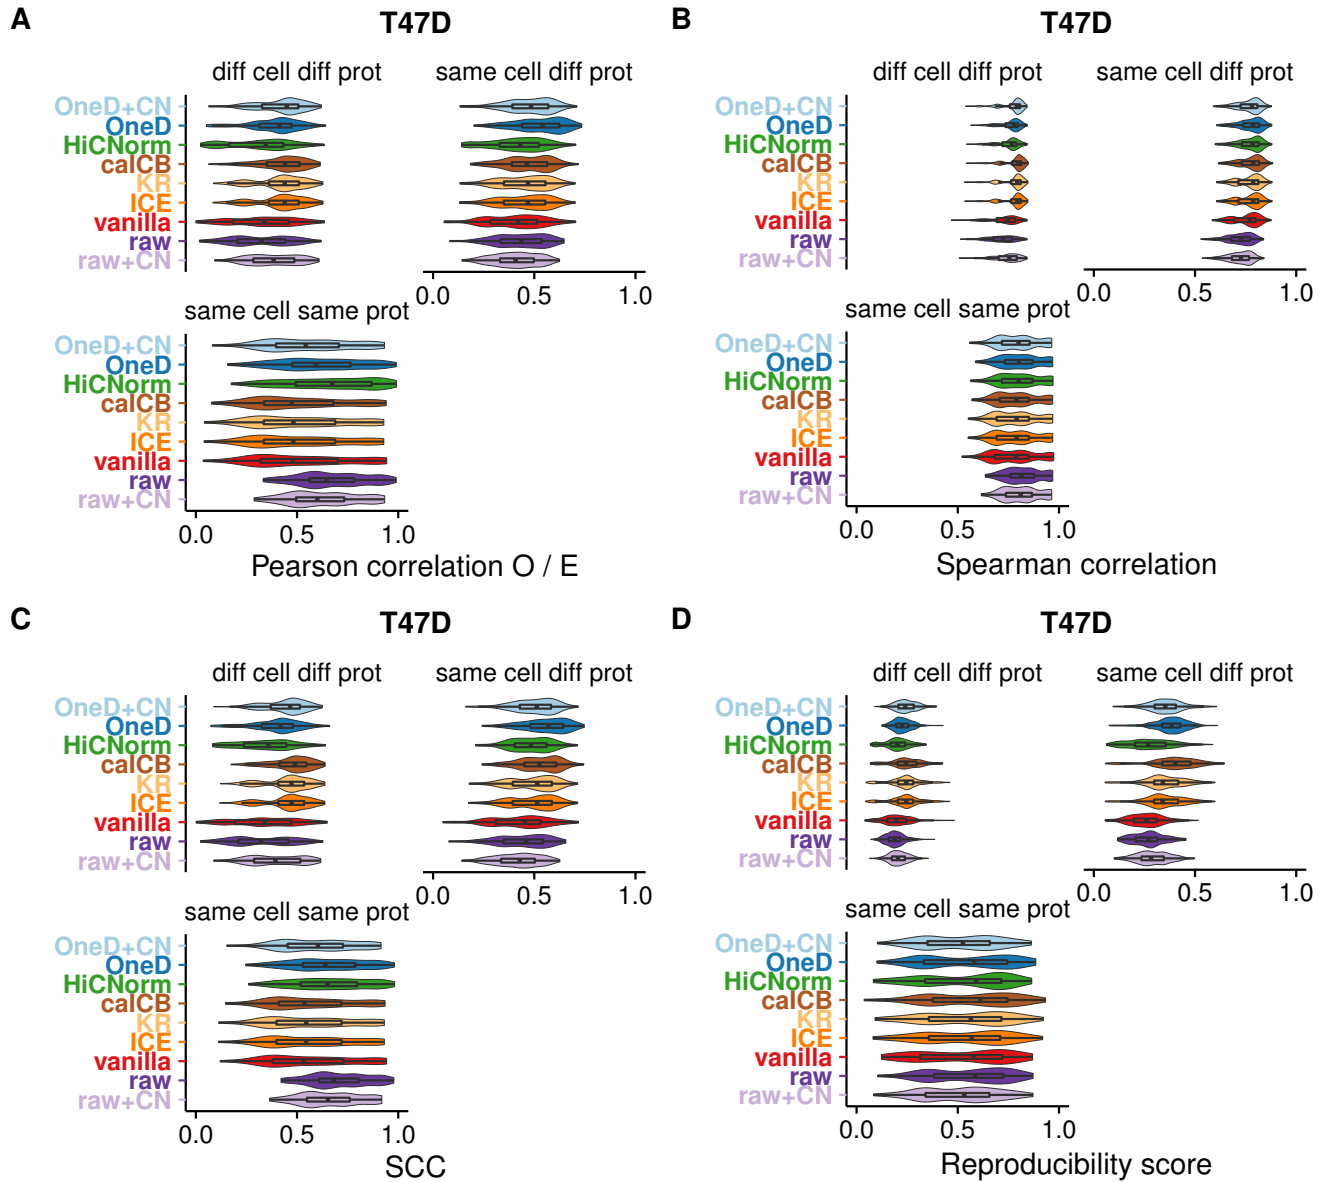 A
T47D
diff cell diff prot
same cell diff prot
OneD+CN
OneD
HiCNorm
caICB
KR
ICE
vanilla
raw
raw+CN
0.0 0.5 1.0
same cell same prot
OneD+CN
OneD
HiCNorm
caICB
KR
ICE
vanilla
raw
raw+CN
0.0 0.5 1.0
Pearson correlation O / E
B
T47D
diff cell diff prot
same cell diff prot
OneD+CN
OneD
HiCNorm
caICB
KR
ICE
vanilla
raw
raw+CN
0.0 0.5 1.0
same cell same prot
OneD+CN
OneD
HiCNorm
caICB
KR
ICE
vanilla
raw
raw+CN
0.0 0.5 1.0
Spearman correlation
C
T47D
diff cell diff prot
same cell diff prot
OneD+CN
OneD
HiCNorm
caICB
KR
ICE
vanilla
raw
raw+CN
0.0 0.5 1.0
same cell same prot
OneD+CN
OneD
HiCNorm
caICB
KR
ICE
vanilla
raw
raw+CN
0.0 0.5 1.0
SCC
D
T47D
diff cell diff prot
same cell diff prot
OneD+CN
OneD
HiCNorm
caICB
KR
ICE
vanilla
raw
raw+CN
0.0 0.5 1.0
same cell same prot
OneD+CN
OneD
HiCNorm
caICB
KR
ICE
vanilla
raw
raw+CN
0.0 0.5 1.0
Reproducibility score